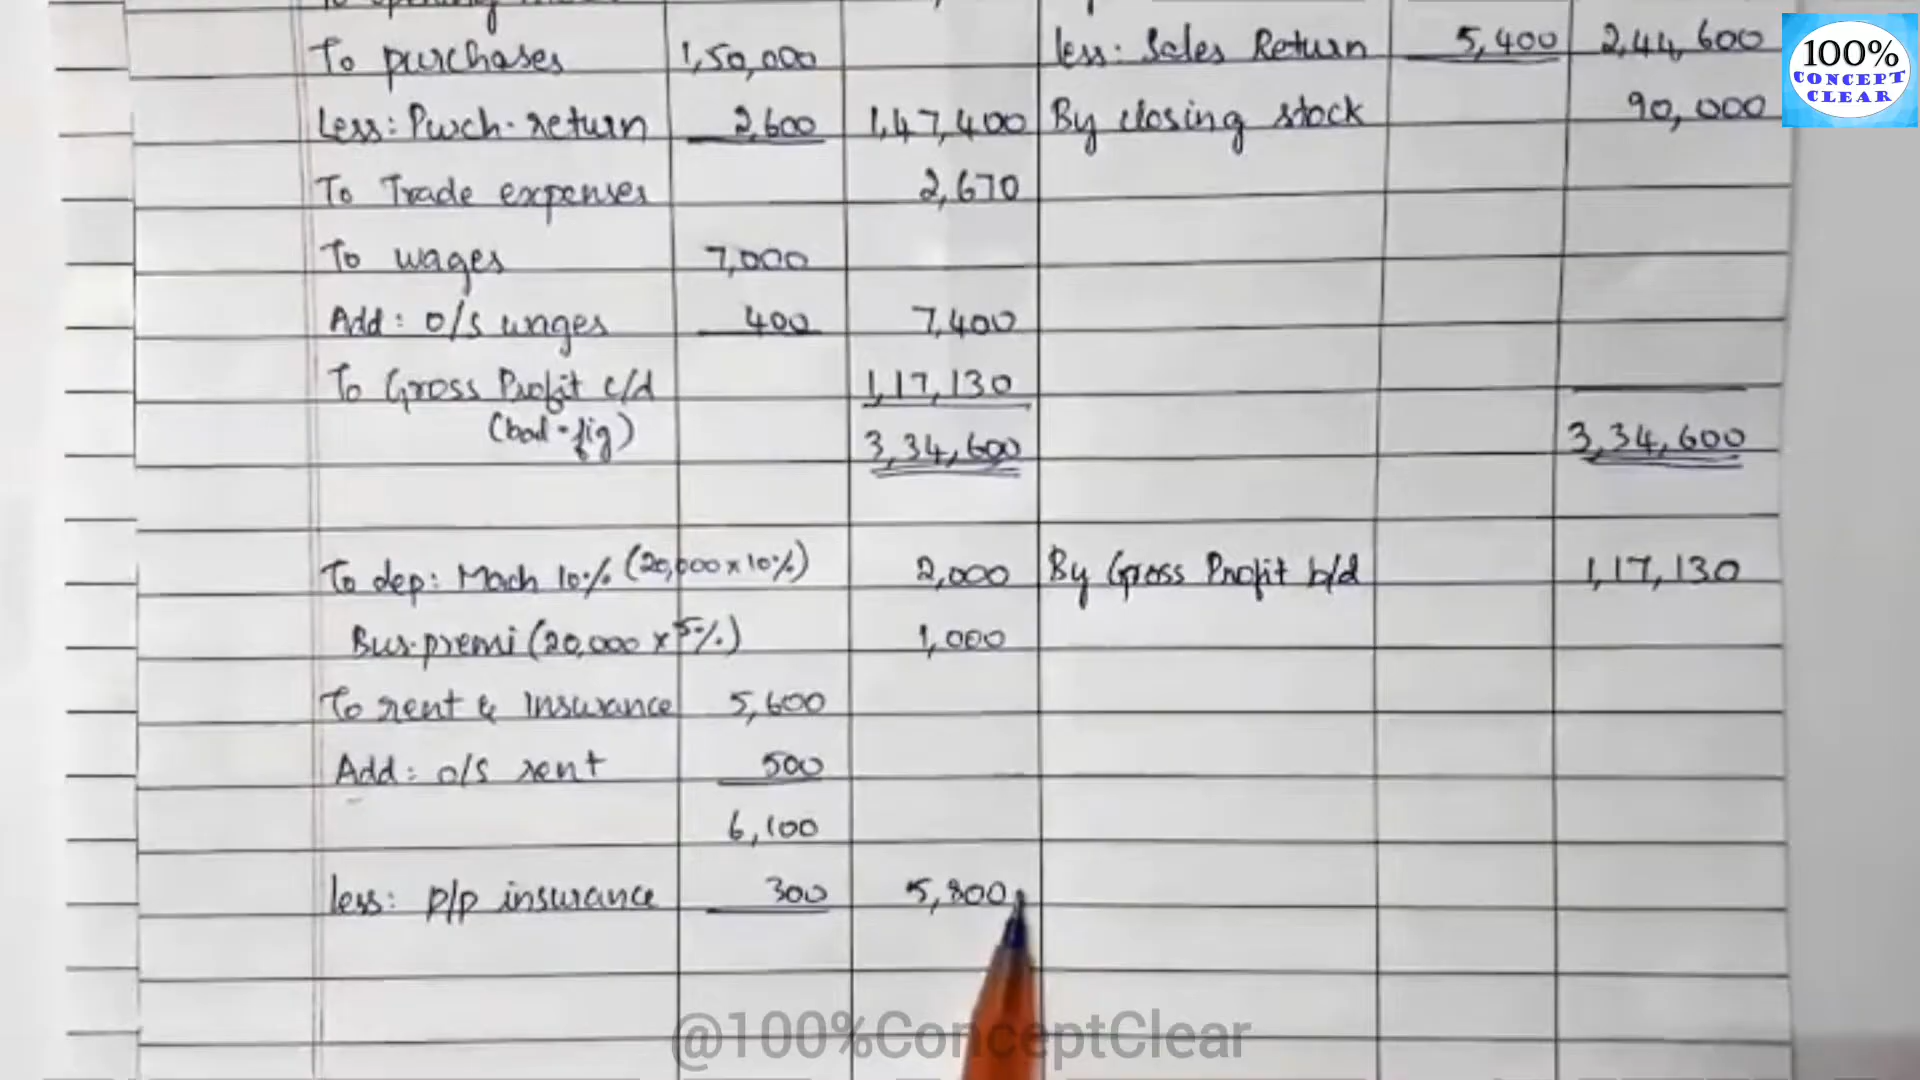 To purchases 1,50,000 less: Sales Return 5,400 2,44,600
Less: Purch. return 2,600 1,47,400 By closing stock 90,000
To Trade expenses 2,670
To wages 7,000
Add: o/s wages 400 7,400
To Gross Profit c/d 1,17,130
(bal. fig) 3,34,600 3,34,600
To dep: Mach 10% (20,000 x 10%) 2,000 By Gross Profit b/d 1,17,130
Bus. premi (20,000 x 5%) 1,000
To rent & Insurance 5,600
Add: o/s rent 500
6,100
less: p/p insurance 300 5,800
100%
CONCEPT
CLEAR
@100%ConceptClear